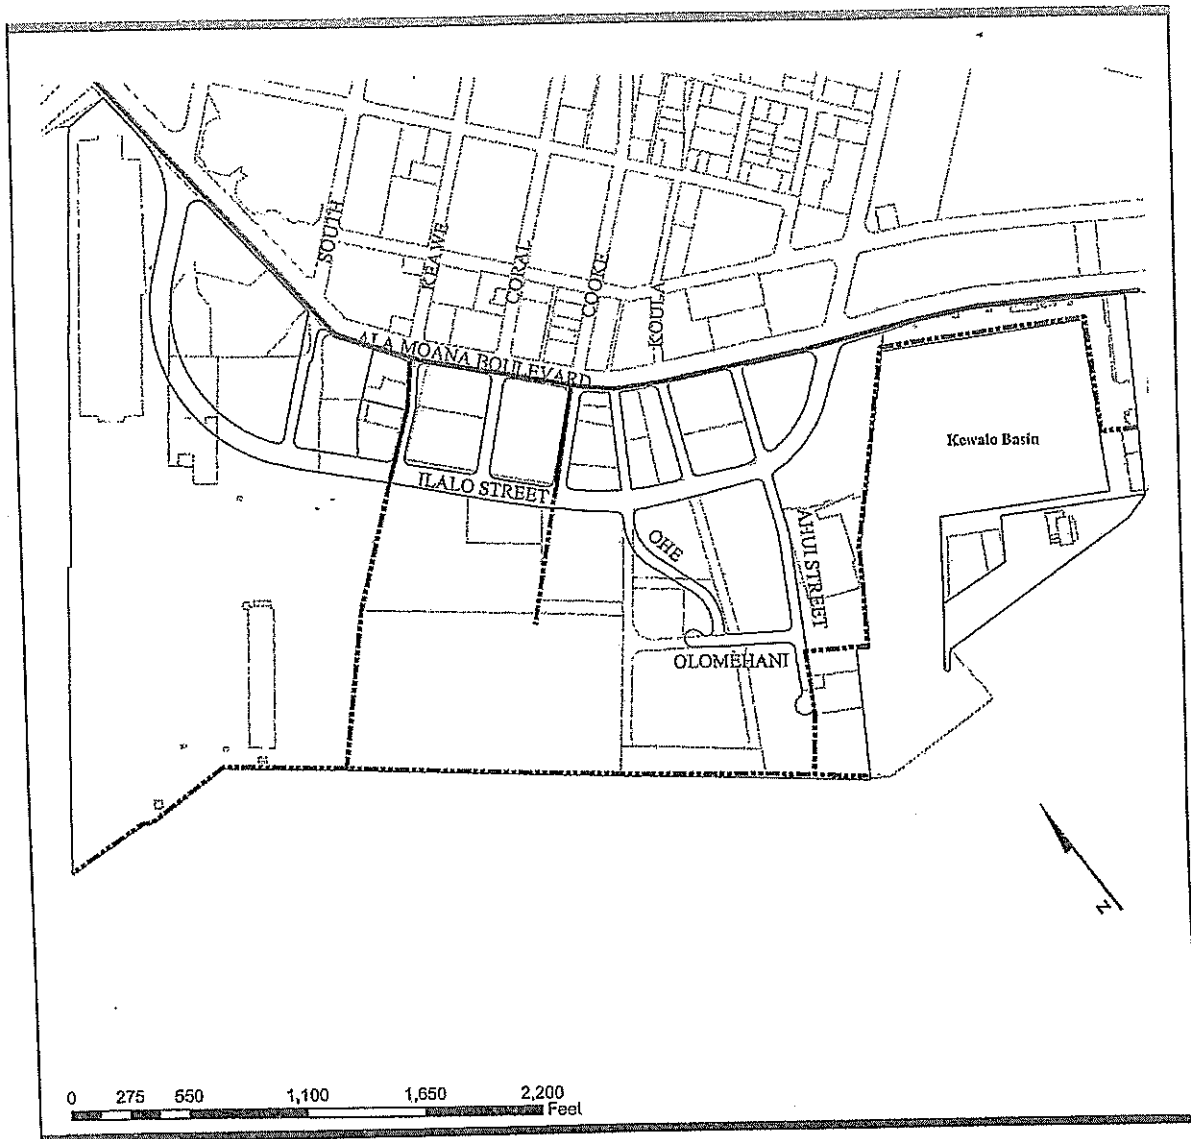 SOUTH
KEAWE
CORAL
COOKE
KOULA
ALA MOANA BOULEVARD
Kewalo Basin
ILALO STREET
OHE
AHUI STREET
OLOMEHANI
N
0 275 550 1,100 1,650 2,200
Feet